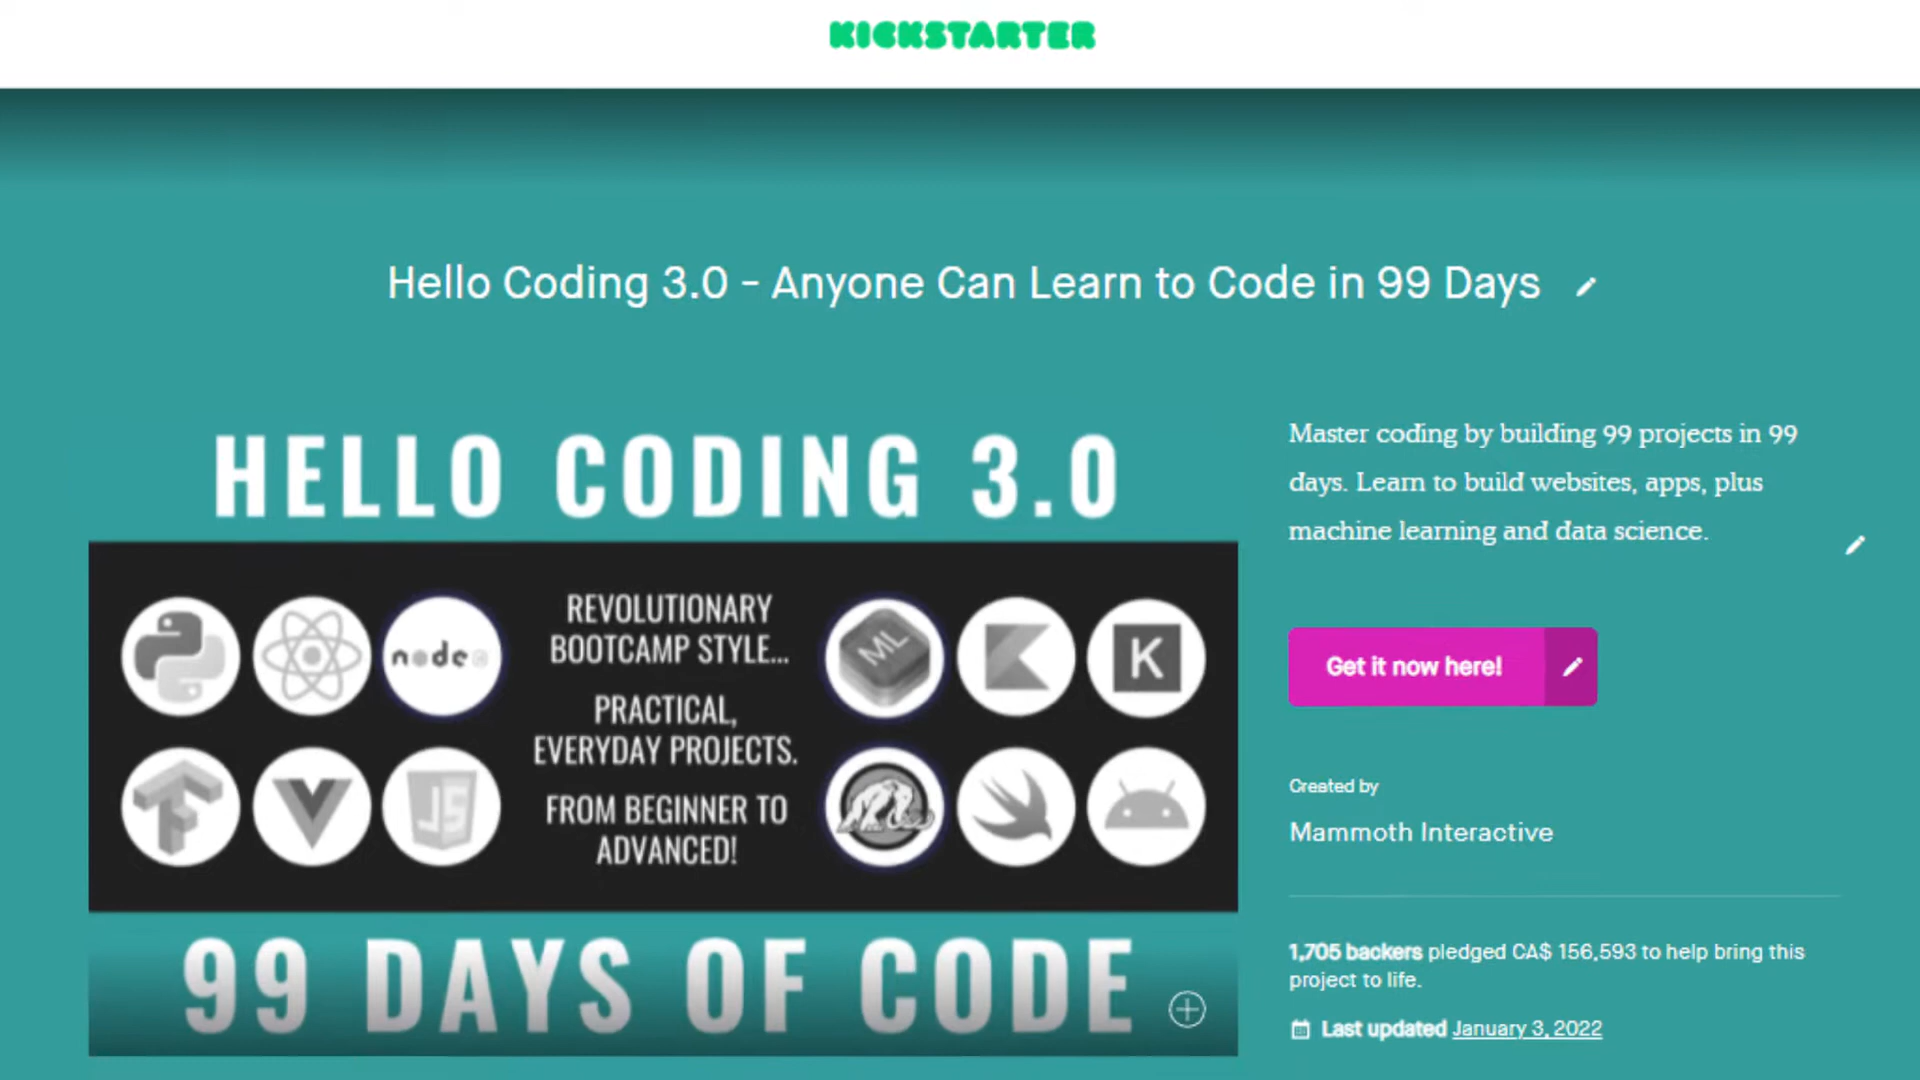 KICKSTARTER
Hello Coding 3.0 - Anyone Can Learn to Code in 99 Days
HELLO CODING 3.0
REVOLUTIONARY
BOOTCAMP STYLE...
PRACTICAL,
EVERYDAY PROJECTS.
FROM BEGINNER TO
ADVANCED!
node
ML
K
JS
99 DAYS OF CODE
Master coding by building 99 projects in 99
days. Learn to build websites, apps, plus
machine learning and data science.
Get it now here!
Created by
Mammoth Interactive
1,705 backers pledged CA$ 156,593 to help bring this
project to life.
Last updated January 3, 2022